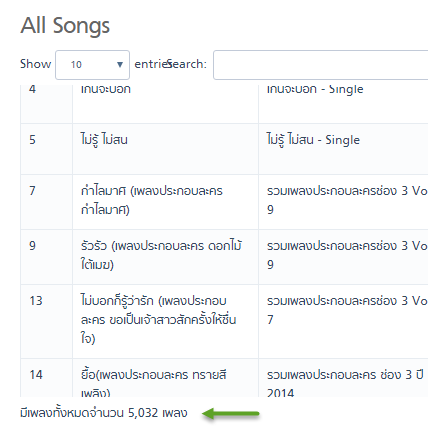 All Songs
Show 10 entries Search:
4 เกินจะบอก เกินจะบอก - Single
5 ไม่รู้ ไม่สน ไม่รู้ ไม่สน - Single
7 กำไลมาศ (เพลงประกอบละคร รวมเพลงประกอบละครช่อง 3 Vo
กำไลมาศ) 9
9 รัวรัว (เพลงประกอบละคร ดอกไม้ รวมเพลงประกอบละครช่อง 3 Vo
ใต้เมฆ) 9
13 ไม่บอกก็รู้ว่ารัก (เพลงประกอบ รวมเพลงประกอบละครช่อง 3 Vo
ละคร ขอเป็นเจ้าสาวสักครั้งให้ชื่น 7
ใจ)
14 ยื้อ(เพลงประกอบละคร ทรายสี รวมเพลงประกอบละคร ช่อง 3 ปี
เพลิง) 2014
มีเพลงทั้งหมดจำนวน 5,032 เพลง